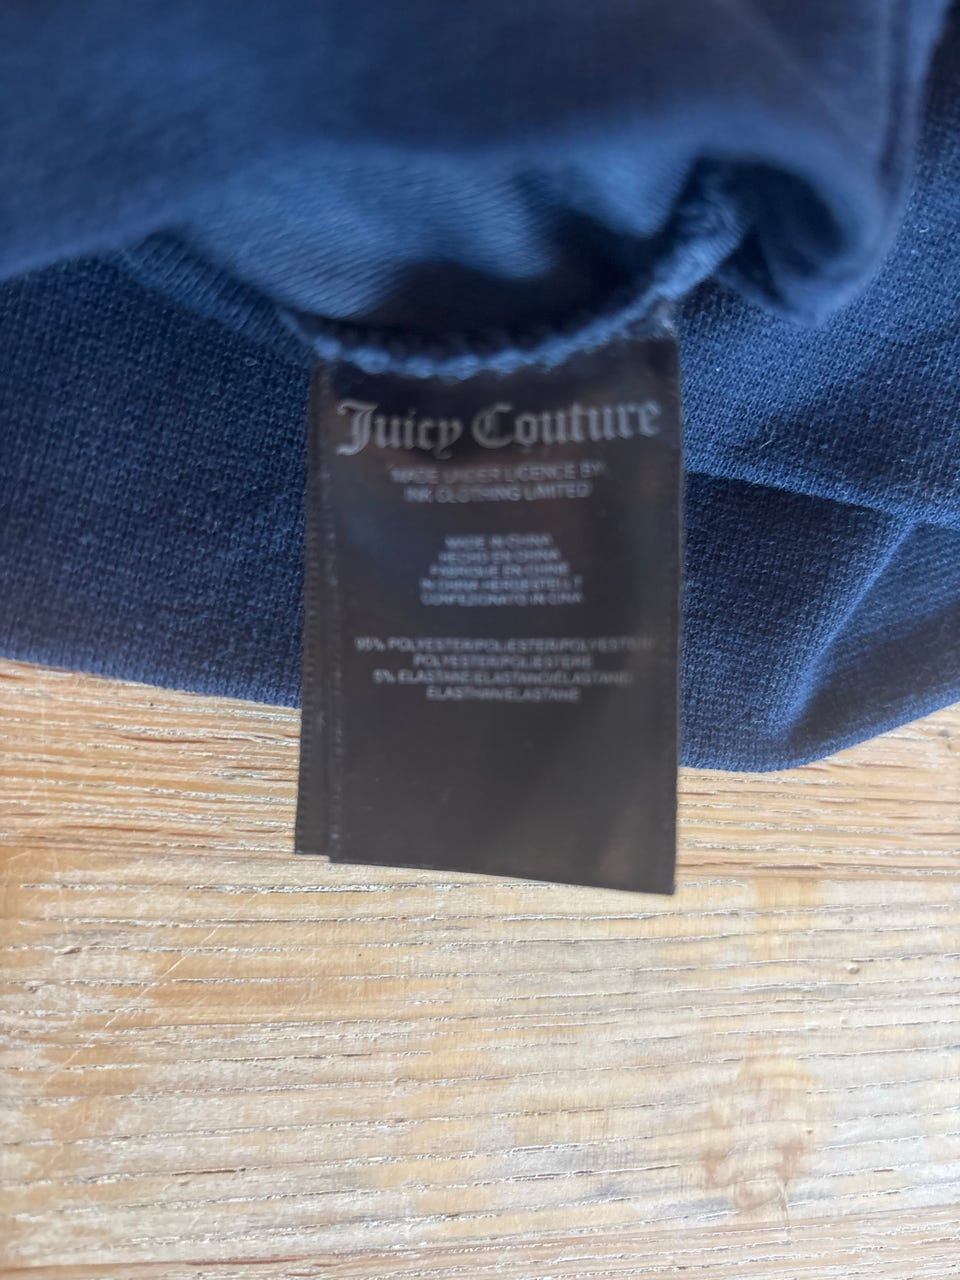 Juicy Couture
MADE UNDER LICENCE BY
INK CLOTHING LIMITED
MADE IN CHINA
HECHO EN CHINA
FABRIQUE EN CHINE
IN CHINA HERGESTELLT
CONFEZIONATO IN CINA
95% POLYESTER/POLIESTER/POLYESTER/
POLYESTER/POLIESTERE
5% ELASTANE/ELASTANO/ÉLASTANE/
ELASTHAN/ELASTANE